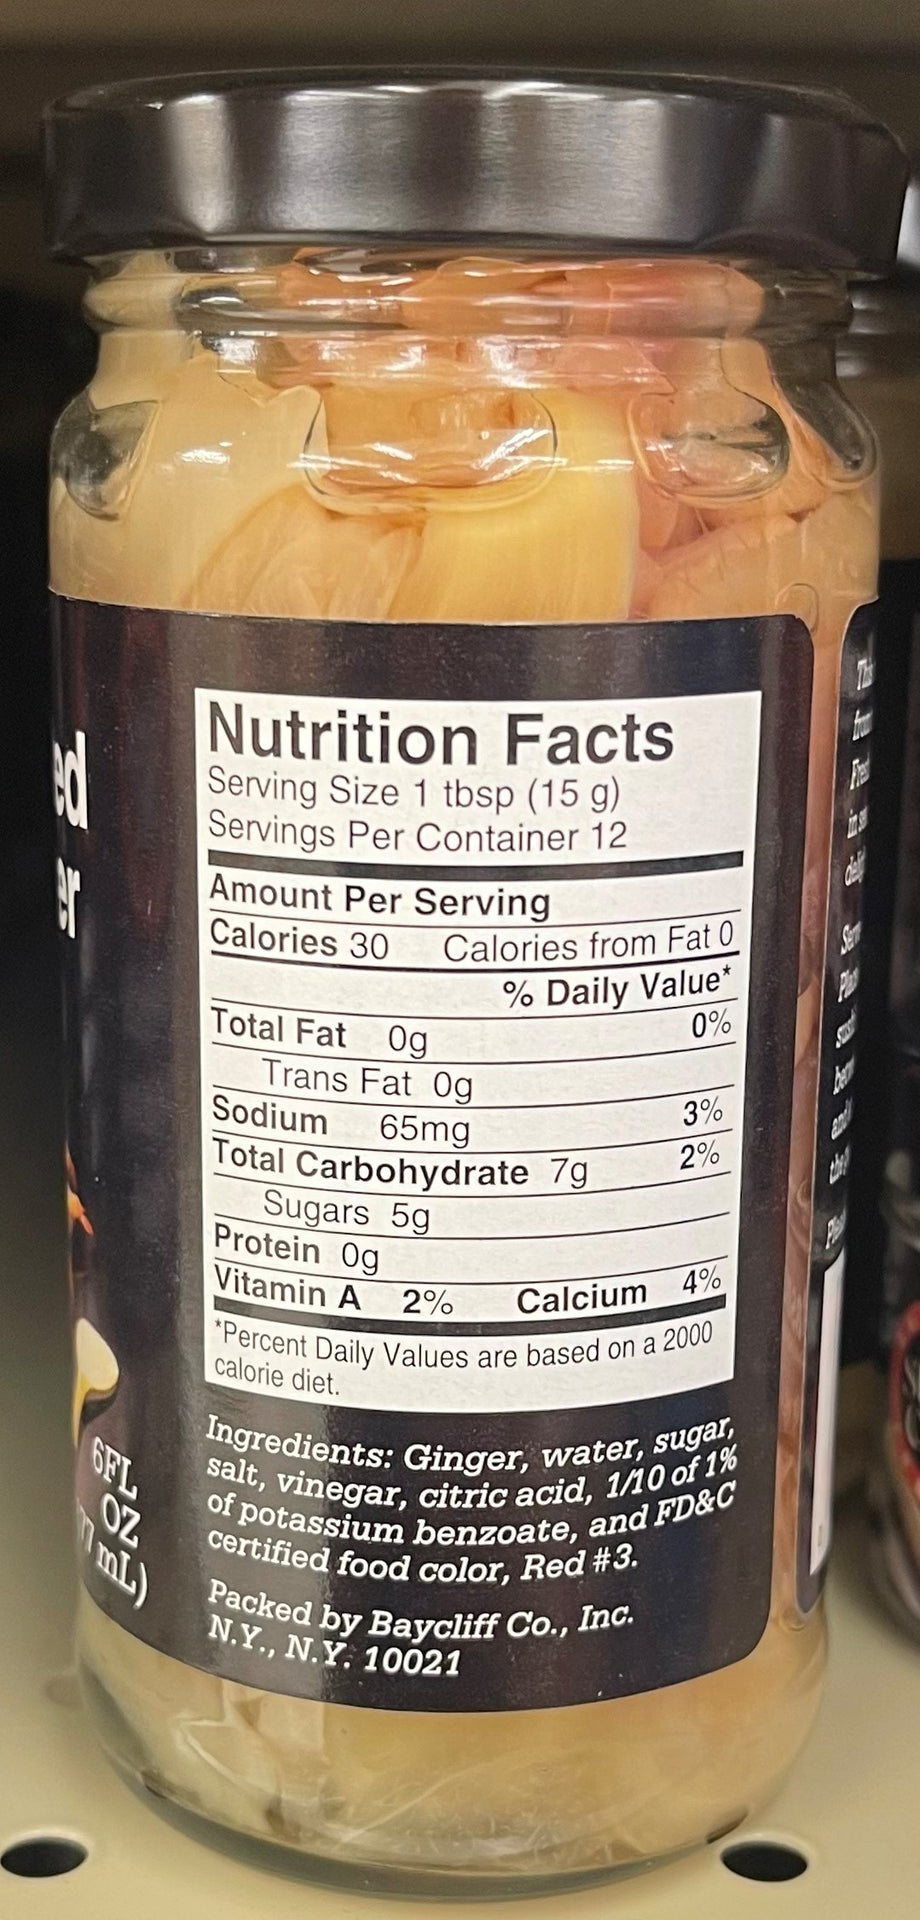 Nutrition Facts
Serving Size 1 tbsp (15 g)
Servings Per Container 12
Amount Per Serving
Calories 30 Calories from Fat 0
% Daily Value*
Total Fat 0g 0%
Trans Fat 0g
Sodium 65mg 3%
Total Carbohydrate 7g 2%
Sugars 5g
Protein 0g
Vitamin A 2% Calcium 4%
*Percent Daily Values are based on a 2000
calorie diet.
Ingredients: Ginger, water, sugar,
salt, vinegar, citric acid, 1/10 of 1%
of potassium benzoate, and FD&C
certified food color, Red #3.
Packed by Baycliff Co., Inc.
N.Y., N.Y. 10021
ed
er
6FL
OZ
mL)